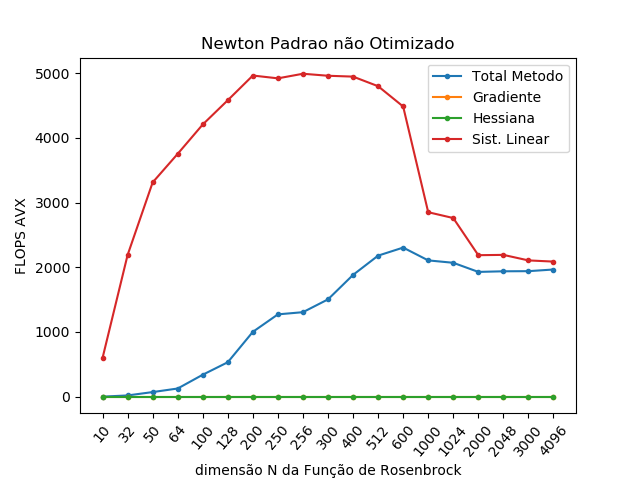 Newton Padrao não Otimizado
FLOPS AVX
5000
4000
3000
2000
1000
0
Total Metodo
Gradiente
Hessiana
Sist. Linear
10 32 50 64 100 128 200 250 256 300 400 512 600 1000 1024 2000 2048 3000 4096
dimensão N da Função de Rosenbrock